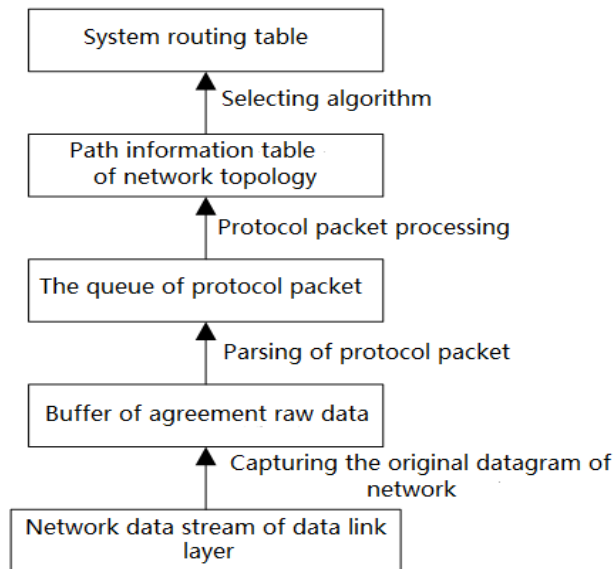 System routing table
Selecting algorithm
Path information table
of network topology
Protocol packet processing
The queue of protocol packet
Parsing of protocol packet
Buffer of agreement raw data
Capturing the original datagram of
network
Network data stream of data link
layer